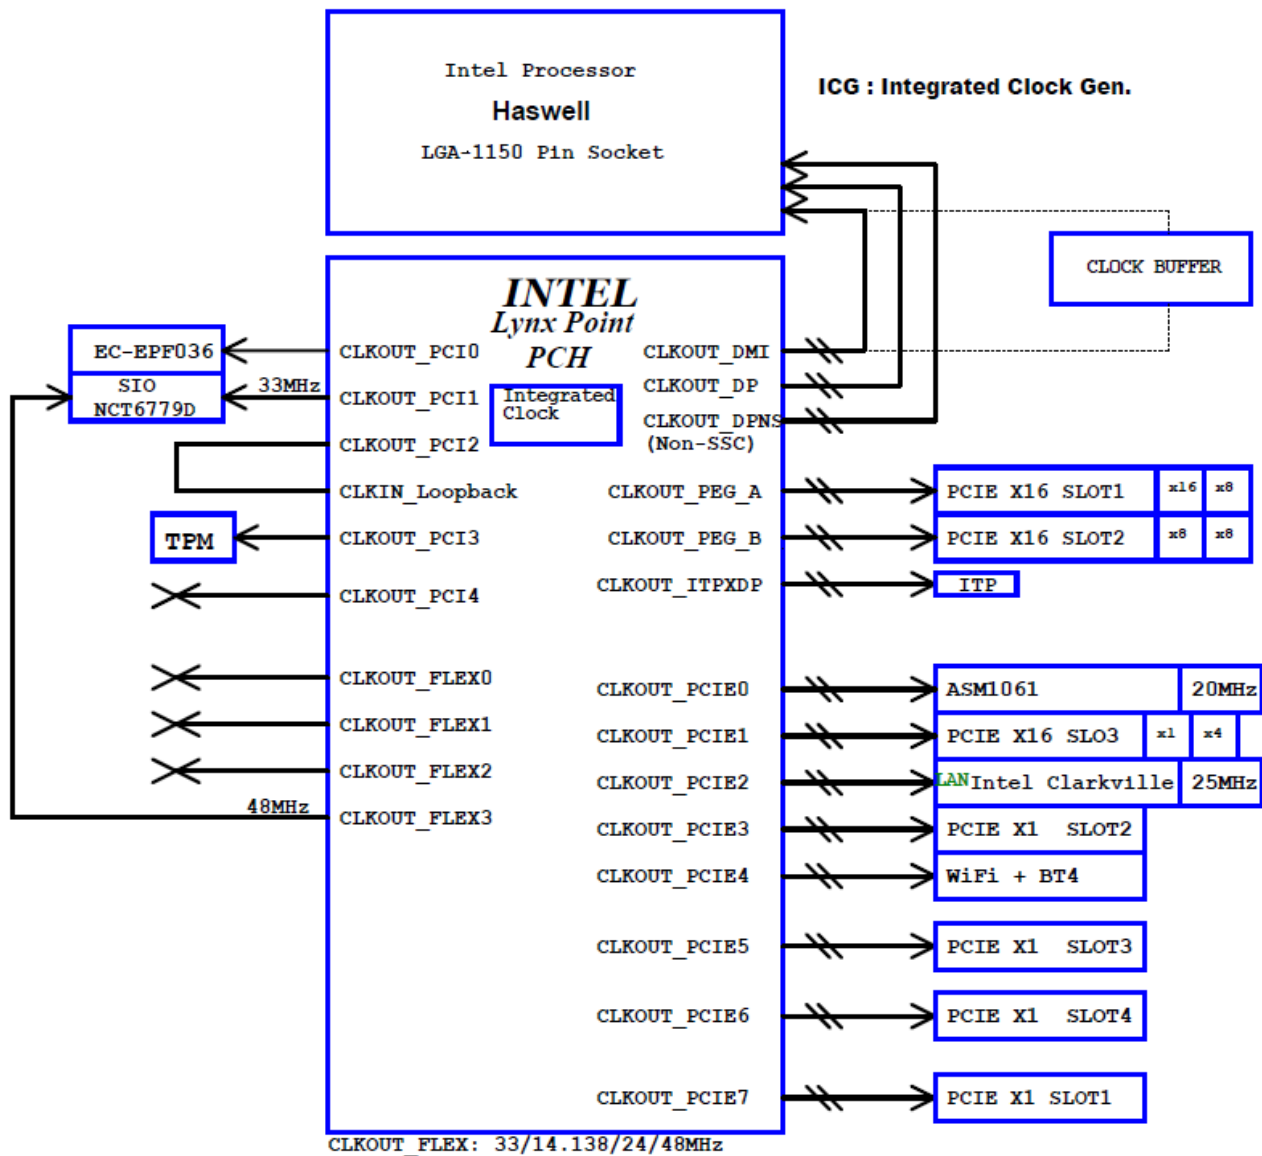 Intel Processor
Haswell
LGA-1150 Pin Socket
ICG : Integrated Clock Gen.
CLOCK BUFFER
INTEL
Lynx Point
PCH
Integrated
Clock
EC-EPF036
SIO
NCT6779D
33MHz
TPM
48MHz
CLKOUT_PCI0
CLKOUT_PCI1
CLKOUT_PCI2
CLKIN_Loopback
CLKOUT_PCI3
CLKOUT_PCI4
CLKOUT_FLEX0
CLKOUT_FLEX1
CLKOUT_FLEX2
CLKOUT_FLEX3
CLKOUT_DMI
CLKOUT_DP
CLKOUT_DPNS
(Non-SSC)
CLKOUT_PEG_A
CLKOUT_PEG_B
CLKOUT_ITPXDP
CLKOUT_PCIE0
CLKOUT_PCIE1
CLKOUT_PCIE2
CLKOUT_PCIE3
CLKOUT_PCIE4
CLKOUT_PCIE5
CLKOUT_PCIE6
CLKOUT_PCIE7
PCIE X16 SLOT1 x16 x8
PCIE X16 SLOT2 x8 x8
ITP
ASM1061 20MHz
PCIE X16 SLO3 x1 x4
LAN Intel Clarkville 25MHz
PCIE X1 SLOT2
WiFi + BT4
PCIE X1 SLOT3
PCIE X1 SLOT4
PCIE X1 SLOT1
CLKOUT_FLEX: 33/14.138/24/48MHz